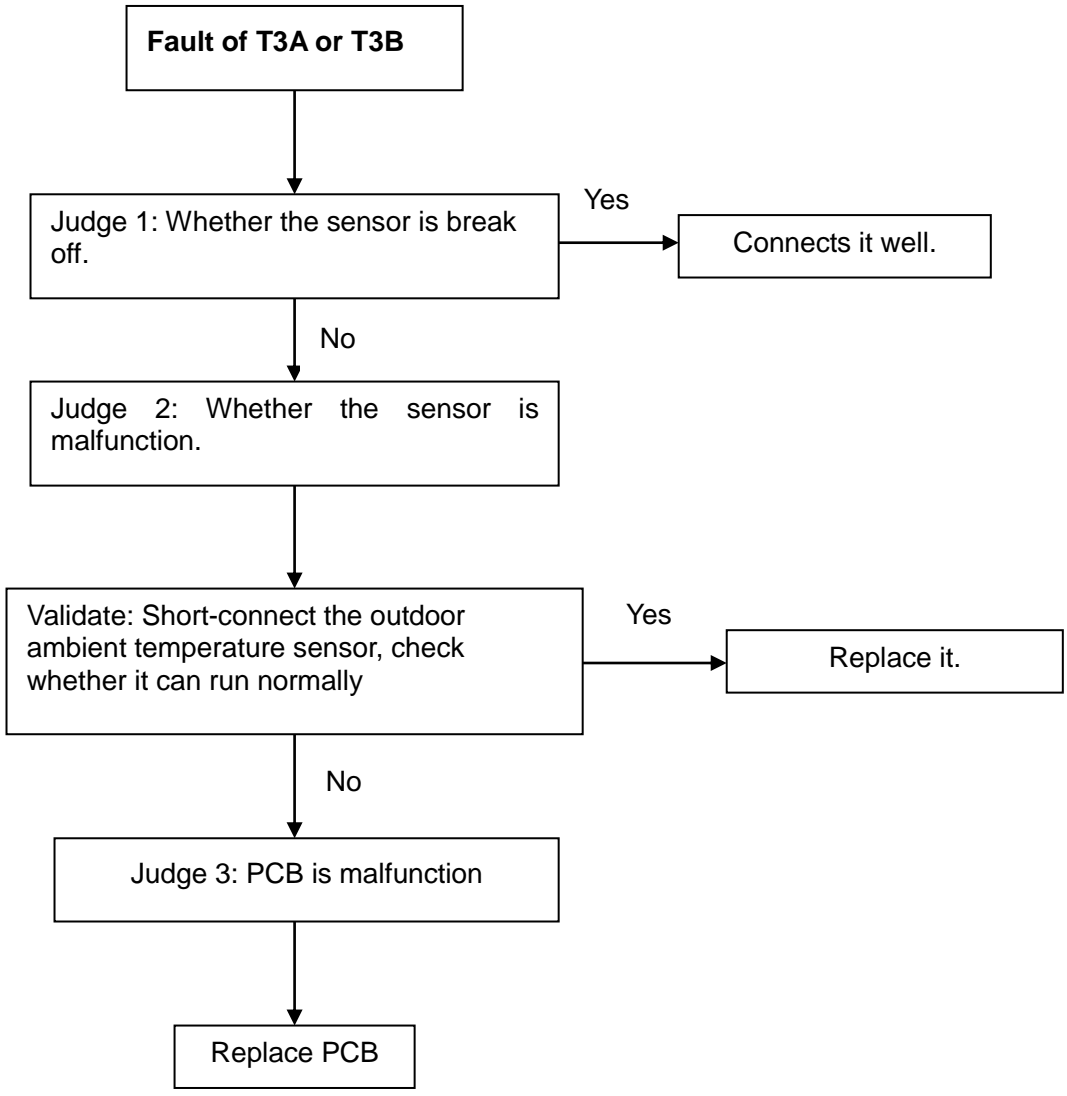 Fault of T3A or T3B
Judge 1: Whether the sensor is break
off.
Yes
Connects it well.
No
Judge 2: Whether the sensor is
malfunction.
Validate: Short-connect the outdoor
ambient temperature sensor, check
whether it can run normally
Yes
Replace it.
No
Judge 3: PCB is malfunction
Replace PCB